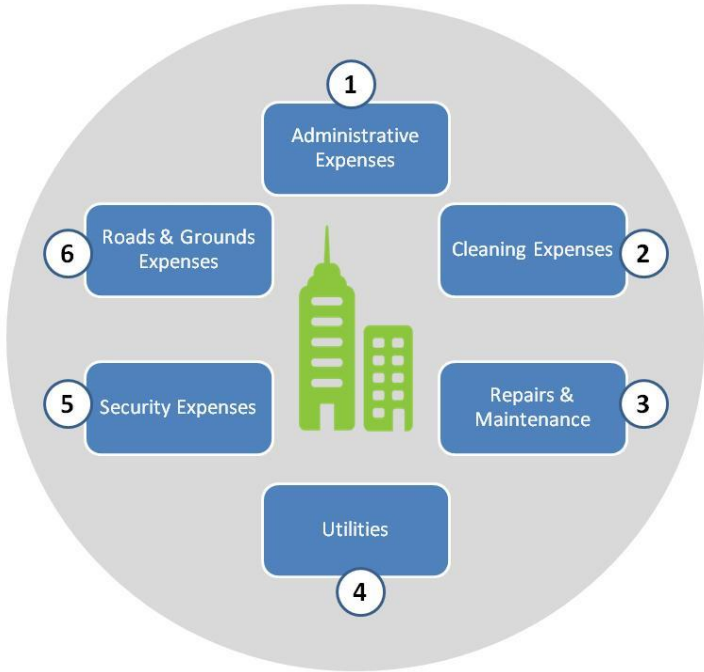 1
Administrative
Expenses
2
Cleaning Expenses
3
Repairs &
Maintenance
4
Utilities
5
Security Expenses
6
Roads & Grounds
Expenses